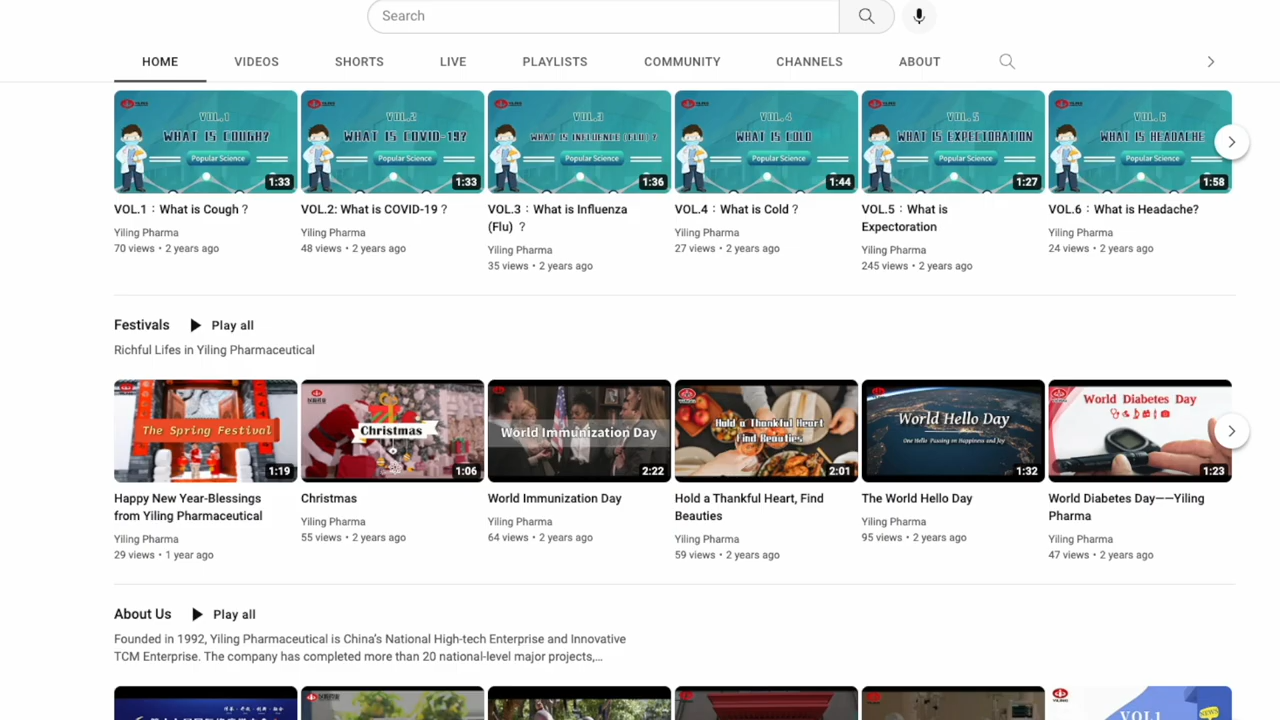 Search
HOME VIDEOS SHORTS LIVE PLAYLISTS COMMUNITY CHANNELS ABOUT
VOL.1
WHAT IS COUGH?
Popular Science
1:33
VOL.2
WHAT IS COVID-19?
Popular Science
1:33
VOL.3
WHAT IS INFLUENCE (FLU) ?
Popular Science
1:36
VOL.4
WHAT IS COLD
Popular Science
1:44
VOL.5
WHAT IS EXPECTORATION
Popular Science
1:27
VOL.6
WHAT IS HEADACHE
Popular Science
1:58
VOL.1：What is Cough？
Yiling Pharma
70 views • 2 years ago
VOL.2: What is COVID-19？
Yiling Pharma
48 views • 2 years ago
VOL.3：What is Influenza
(Flu) ？
Yiling Pharma
35 views • 2 years ago
VOL.4：What is Cold？
Yiling Pharma
27 views • 2 years ago
VOL.5：What is
Expectoration
Yiling Pharma
245 views • 2 years ago
VOL.6：What is Headache?
Yiling Pharma
24 views • 2 years ago
Festivals Play all
Richful Lifes in Yiling Pharmaceutical
The Spring Festival
1:19
Christmas
1:06
World Immunization Day
2:22
Hold a Thankful Heart
Find Beauties
2:01
World Hello Day
One Hello Passing on Happiness and Joy
1:32
World Diabetes Day
1:23
Happy New Year-Blessings
from Yiling Pharmaceutical
Yiling Pharma
29 views • 1 year ago
Christmas
Yiling Pharma
55 views • 2 years ago
World Immunization Day
Yiling Pharma
64 views • 2 years ago
Hold a Thankful Heart, Find
Beauties
Yiling Pharma
59 views • 2 years ago
The World Hello Day
Yiling Pharma
95 views • 2 years ago
World Diabetes Day——Yiling
Pharma
Yiling Pharma
47 views • 2 years ago
About Us Play all
Founded in 1992, Yiling Pharmaceutical is China's National High-tech Enterprise and Innovative
TCM Enterprise. The company has completed more than 20 national-level major projects,...
YILING
VOL1
NEWS